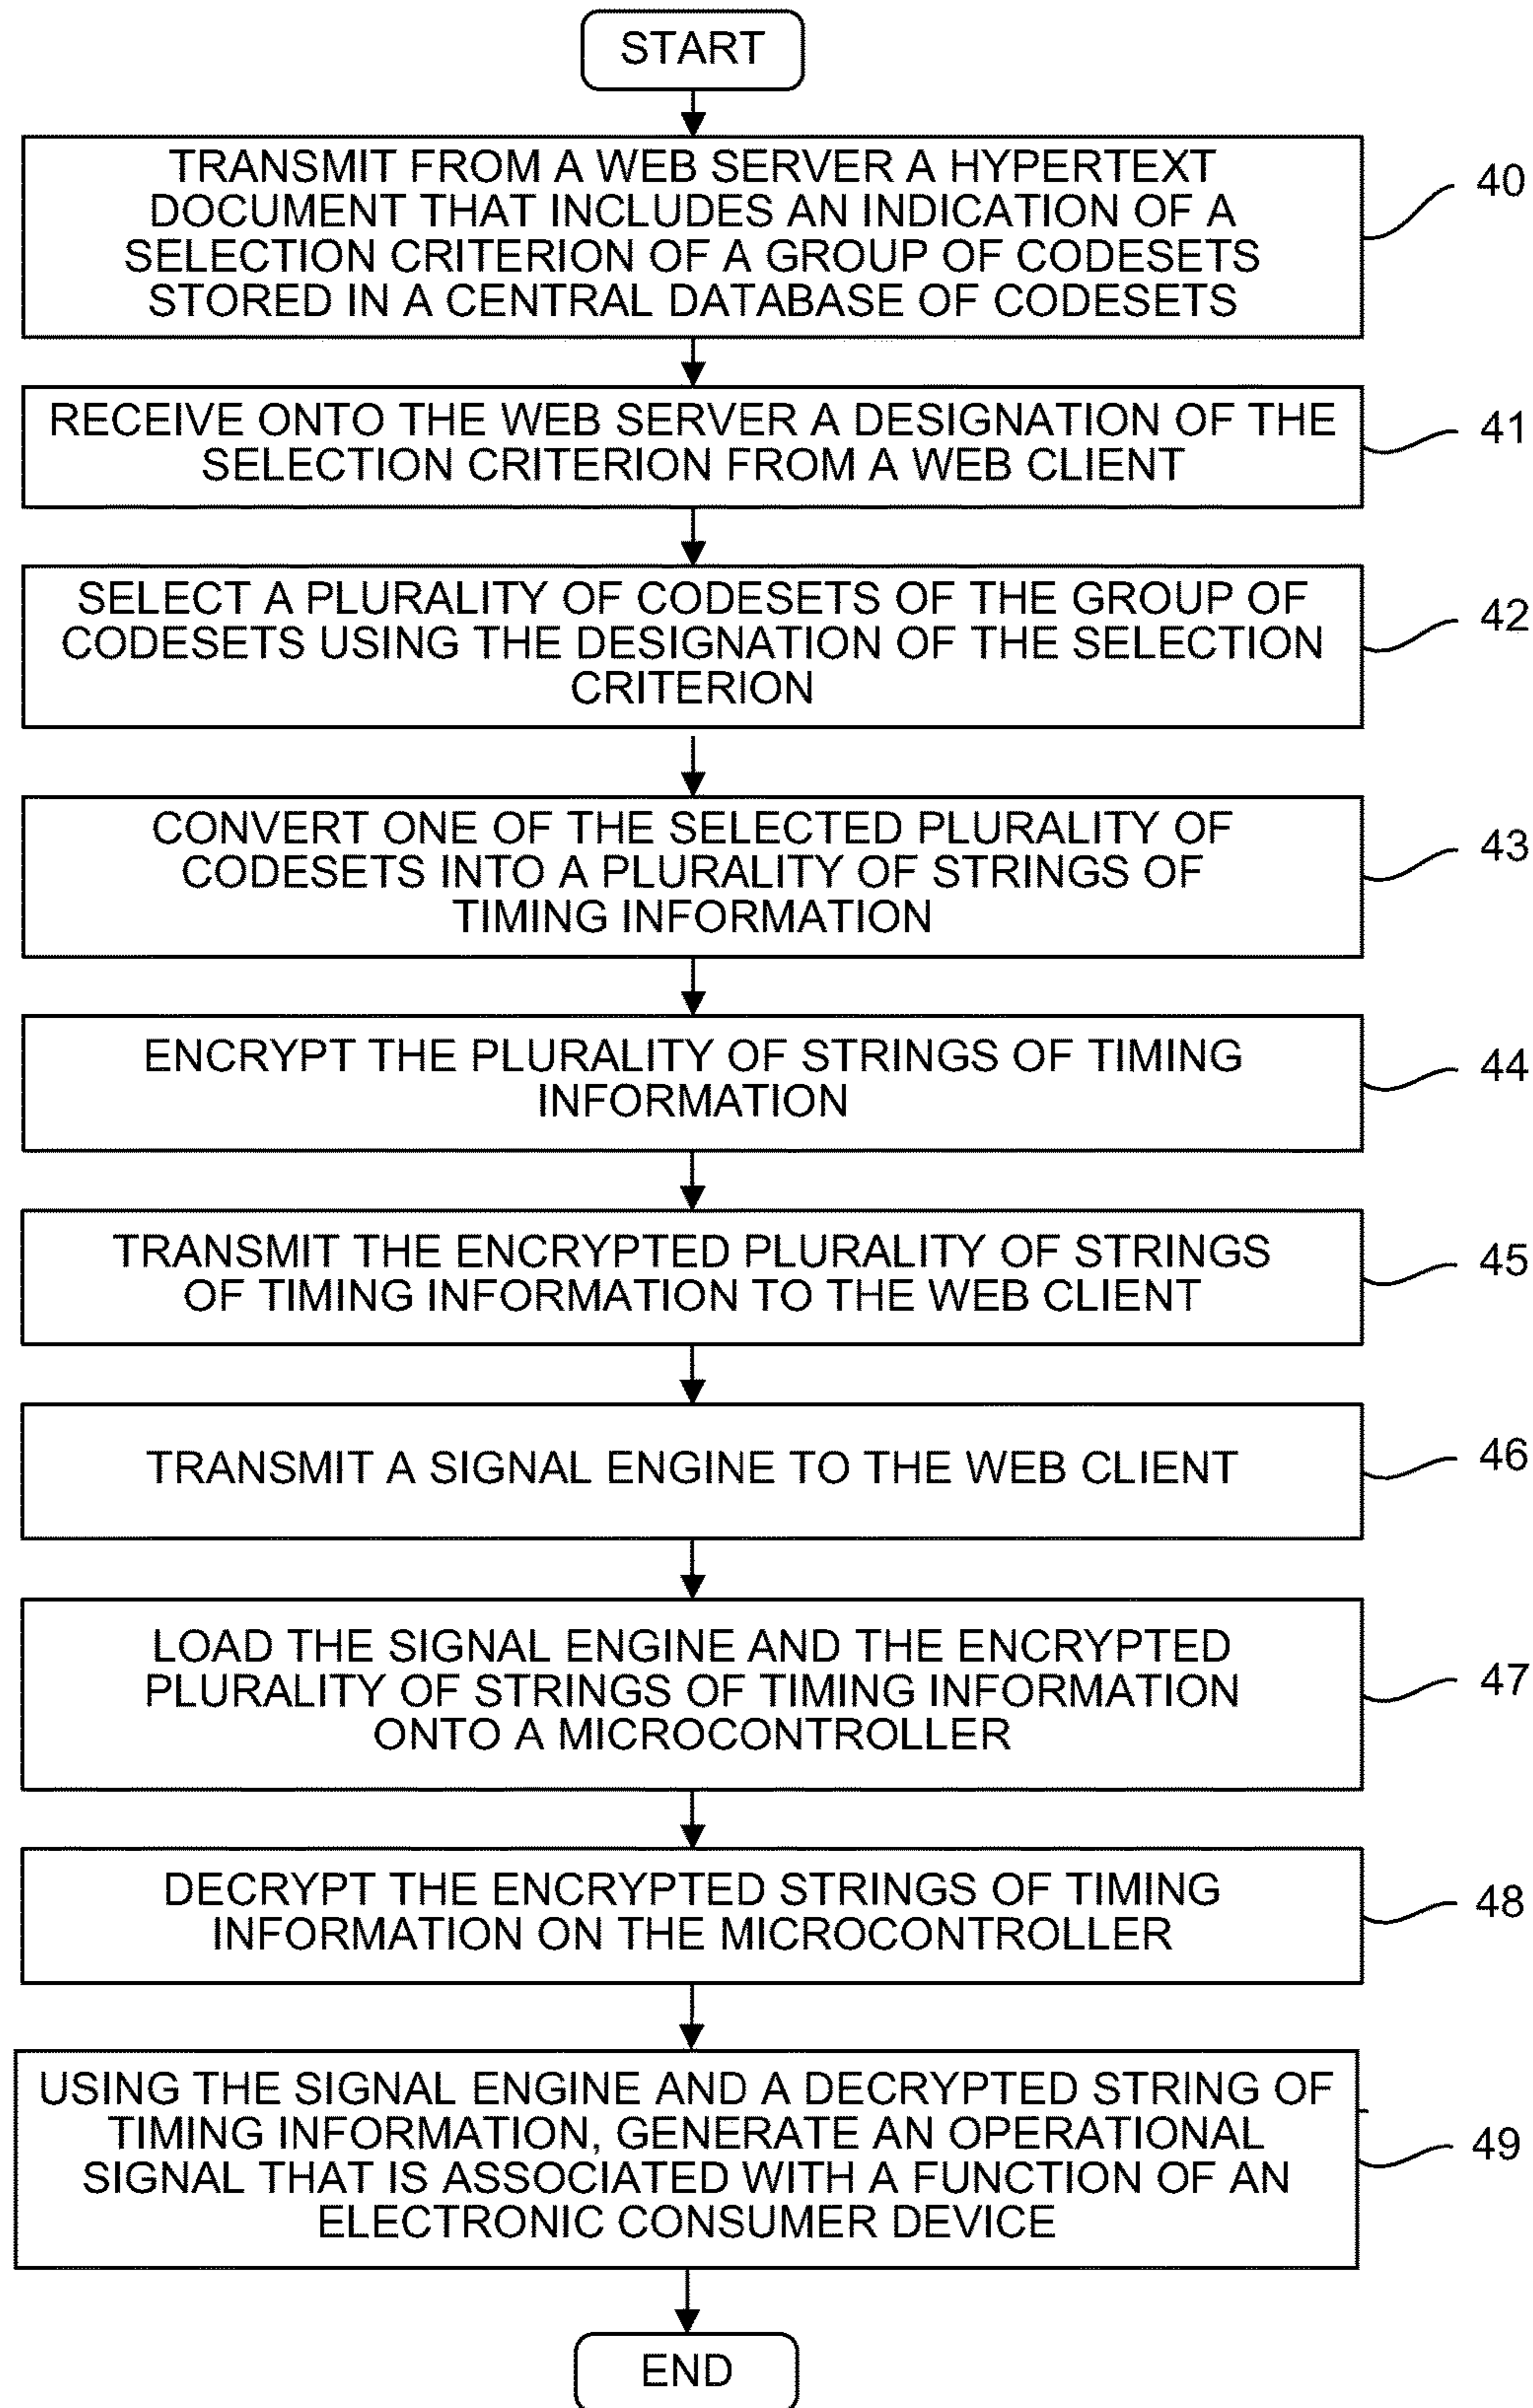 START
TRANSMIT FROM A WEB SERVER A HYPERTEXT
DOCUMENT THAT INCLUDES AN INDICATION OF A
SELECTION CRITERION OF A GROUP OF CODESETS
STORED IN A CENTRAL DATABASE OF CODESETS
40
RECEIVE ONTO THE WEB SERVER A DESIGNATION OF THE
SELECTION CRITERION FROM A WEB CLIENT
41
SELECT A PLURALITY OF CODESETS OF THE GROUP OF
CODESETS USING THE DESIGNATION OF THE SELECTION
CRITERION
42
CONVERT ONE OF THE SELECTED PLURALITY OF
CODESETS INTO A PLURALITY OF STRINGS OF
TIMING INFORMATION
43
ENCRYPT THE PLURALITY OF STRINGS OF TIMING
INFORMATION
44
TRANSMIT THE ENCRYPTED PLURALITY OF STRINGS
OF TIMING INFORMATION TO THE WEB CLIENT
45
TRANSMIT A SIGNAL ENGINE TO THE WEB CLIENT
46
LOAD THE SIGNAL ENGINE AND THE ENCRYPTED
PLURALITY OF STRINGS OF TIMING INFORMATION
ONTO A MICROCONTROLLER
47
DECRYPT THE ENCRYPTED STRINGS OF TIMING
INFORMATION ON THE MICROCONTROLLER
48
USING THE SIGNAL ENGINE AND A DECRYPTED STRING OF
TIMING INFORMATION, GENERATE AN OPERATIONAL
SIGNAL THAT IS ASSOCIATED WITH A FUNCTION OF AN
ELECTRONIC CONSUMER DEVICE
49
END